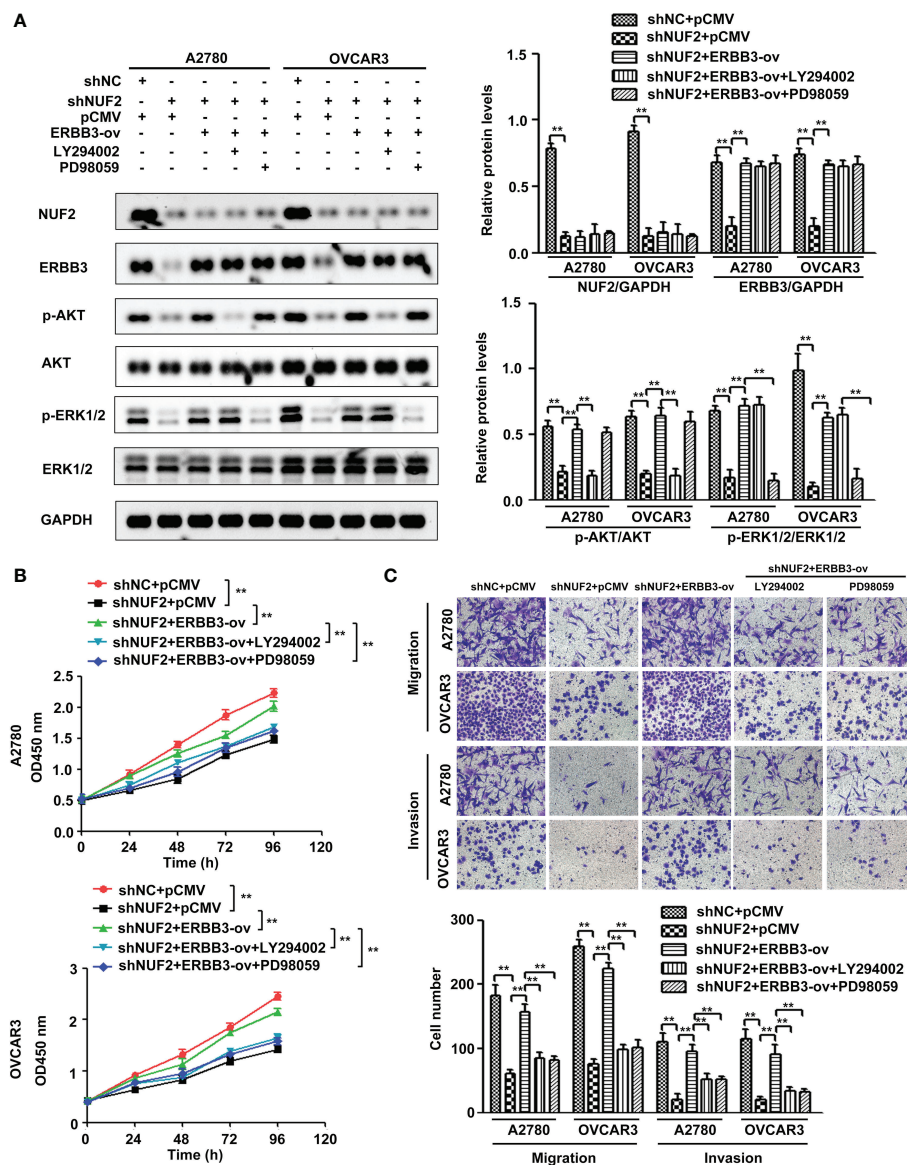 A
A2780
OVCAR3
shNC + - - - - + - - - -
shNUF2 - + + + + - + + + +
pCMV + + - - - + + - - -
ERBB3-ov - - + + + - - + + +
LY294002 - - - + - - - - + -
PD98059 - - - - + - - - - +
NUF2
ERBB3
p-AKT
AKT
p-ERK1/2
ERK1/2
GAPDH
shNC+pCMV
shNUF2+pCMV
shNUF2+ERBB3-ov
shNUF2+ERBB3-ov+LY294002
shNUF2+ERBB3-ov+PD98059
Relative protein levels
1.5
1.0
0.5
0.0
** ** ** ** ** **
A2780 OVCAR3 A2780 OVCAR3
NUF2/GAPDH ERBB3/GAPDH
Relative protein levels
1.5
1.0
0.5
0.0
** ** ** ** ** ** ** ** ** ** ** **
A2780 OVCAR3 A2780 OVCAR3
p-AKT/AKT p-ERK1/2/ERK1/2
B
shNC+pCMV
shNUF2+pCMV
shNUF2+ERBB3-ov
shNUF2+ERBB3-ov+LY294002
shNUF2+ERBB3-ov+PD98059
** ** ** **
A2780
OD450 nm
2.5
2.0
1.5
1.0
0.5
0.0
0 24 48 72 96 120
Time (h)
shNC+pCMV
shNUF2+pCMV
shNUF2+ERBB3-ov
shNUF2+ERBB3-ov+LY294002
shNUF2+ERBB3-ov+PD98059
** ** ** **
OVCAR3
OD450 nm
3
2
1
0
0 24 48 72 96 120
Time (h)
C
shNUF2+ERBB3-ov
shNC+pCMV shNUF2+pCMV shNUF2+ERBB3-ov LY294002 PD98059
Migration
A2780
OVCAR3
Invasion
A2780
OVCAR3
shNC+pCMV
shNUF2+pCMV
shNUF2+ERBB3-ov
shNUF2+ERBB3-ov+LY294002
shNUF2+ERBB3-ov+PD98059
Cell number
300
200
100
0
** ** ** ** ** ** ** ** ** ** ** ** ** ** ** **
A2780 OVCAR3 A2780 OVCAR3
Migration Invasion